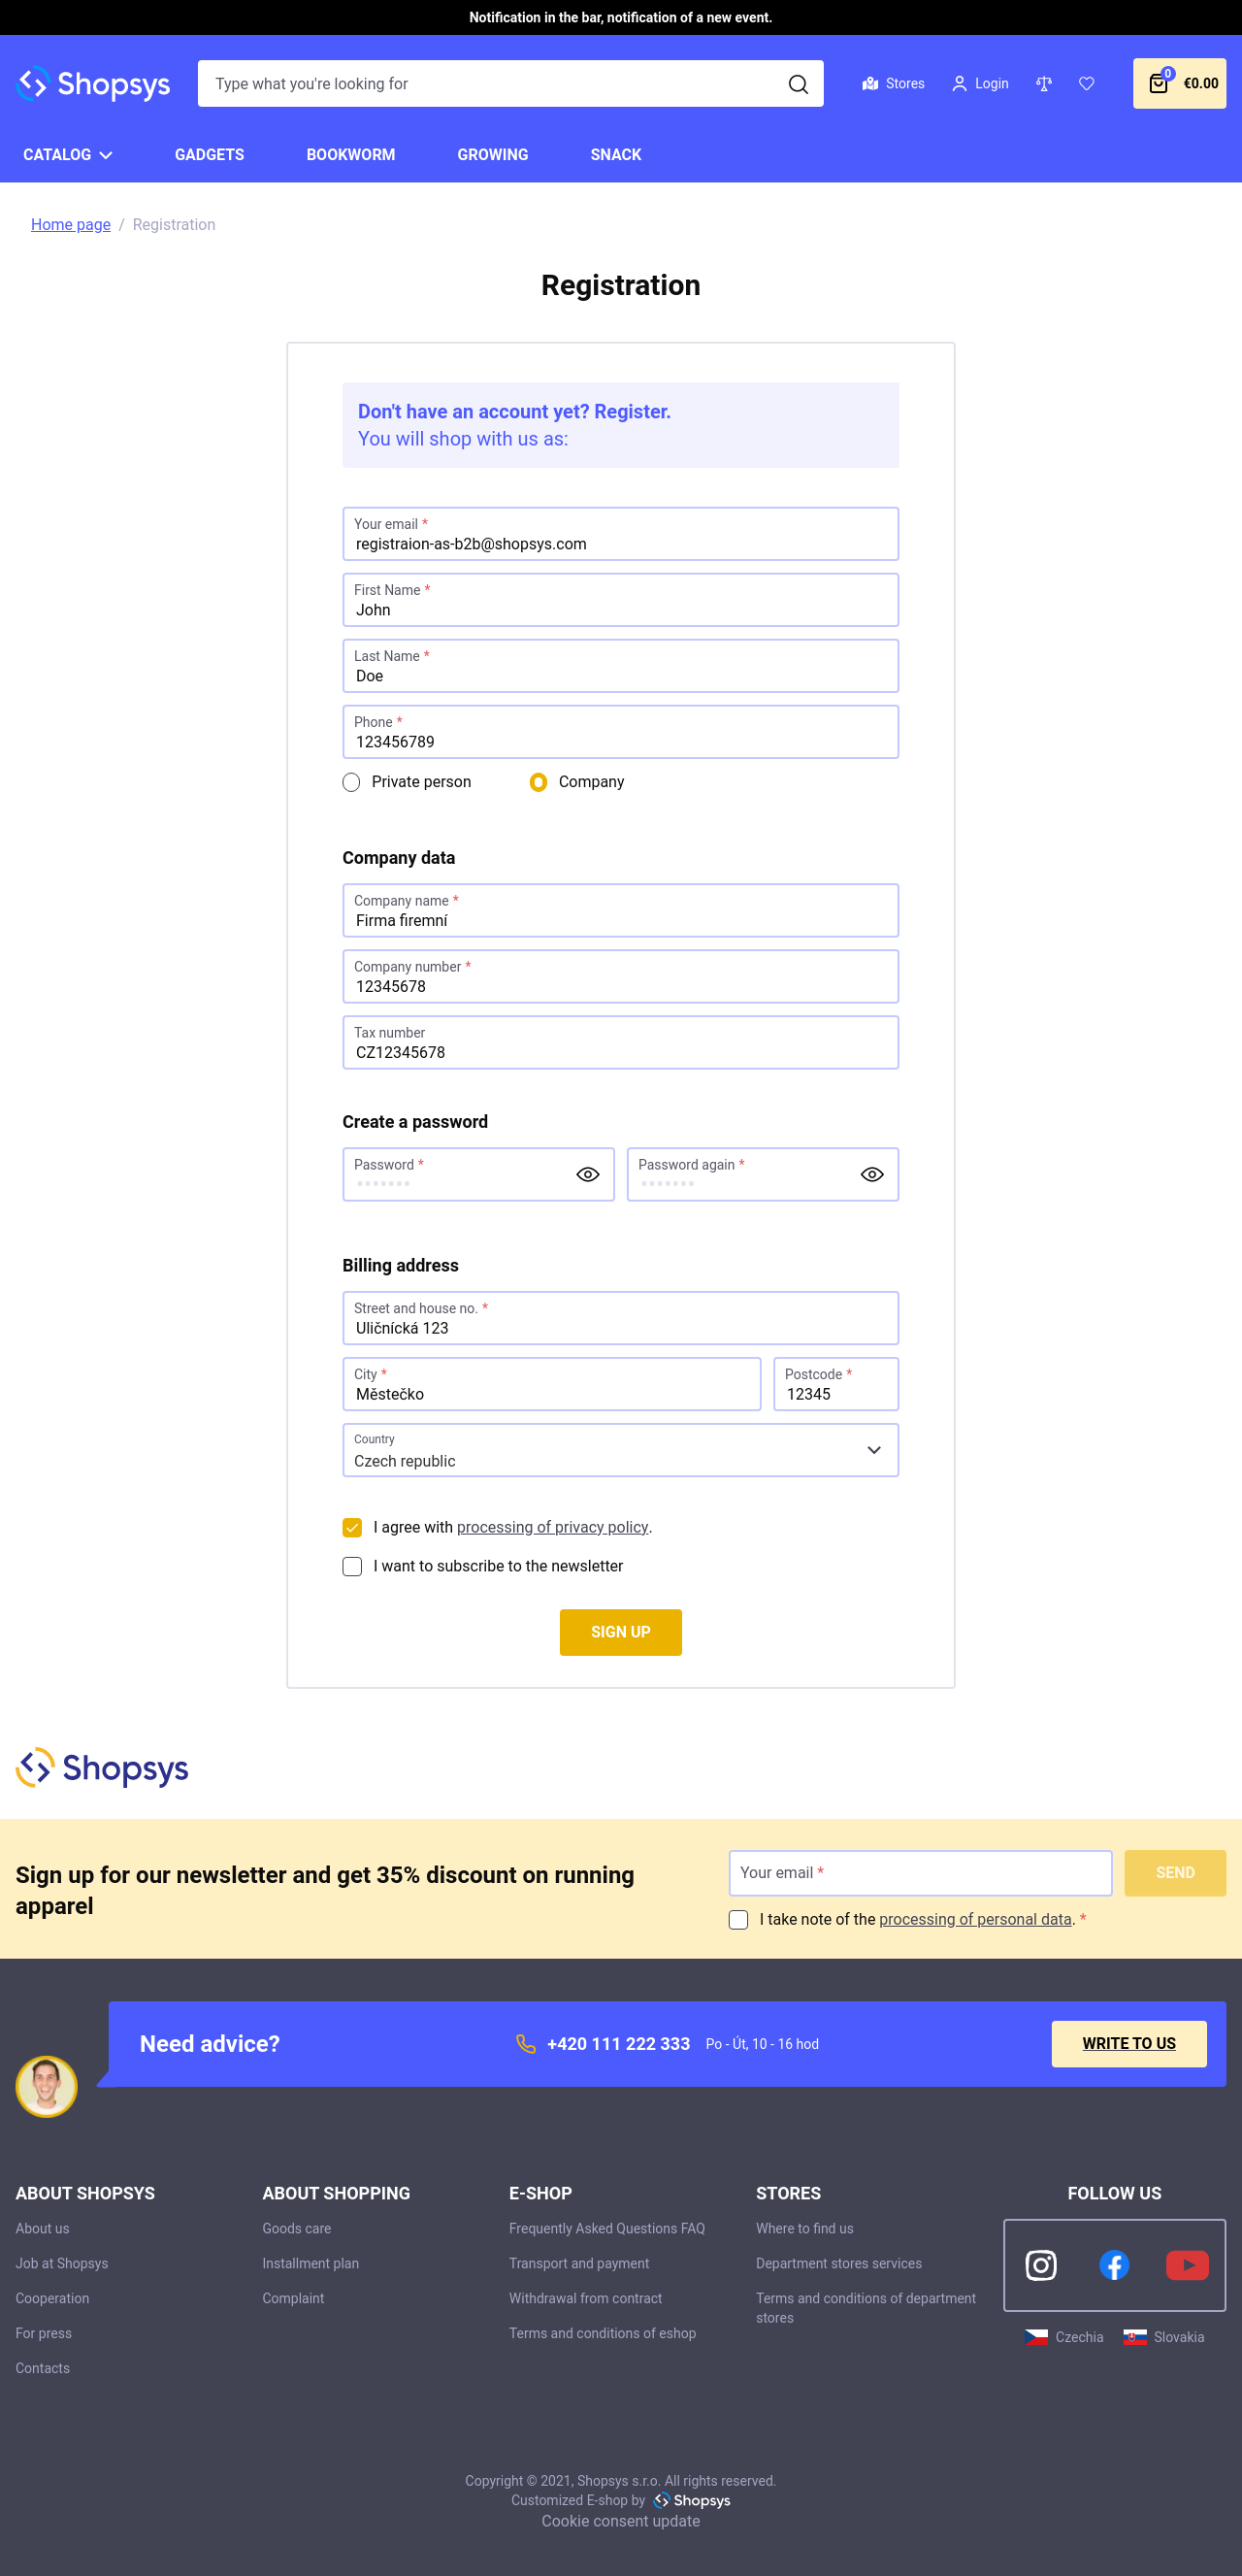 Notification in the bar, notification of a new event.
Shopsys
Type what you're looking for
Stores
Login
0
€0.00
CATALOG
GADGETS
BOOKWORM
GROWING
SNACK
Home page / Registration
Registration
Don't have an account yet? Register.
You will shop with us as:
Your email *
registraion-as-b2b@shopsys.com
First Name *
John
Last Name *
Doe
Phone *
123456789
Private person
Company
Company data
Company name *
Firma firemní
Company number *
12345678
Tax number
CZ12345678
Create a password
Password *
Password again *
Billing address
Street and house no. *
Uličnícká 123
City *
Městečko
Postcode *
12345
Country
Czech republic
I agree with processing of privacy policy.
I want to subscribe to the newsletter
SIGN UP
Shopsys
Sign up for our newsletter and get 35% discount on running
apparel
Your email *
SEND
I take note of the processing of personal data. *
Need advice?
+420 111 222 333
Po - Út, 10 - 16 hod
WRITE TO US
ABOUT SHOPSYS
About us
Job at Shopsys
Cooperation
For press
Contacts
ABOUT SHOPPING
Goods care
Installment plan
Complaint
E-SHOP
Frequently Asked Questions FAQ
Transport and payment
Withdrawal from contract
Terms and conditions of eshop
STORES
Where to find us
Department stores services
Terms and conditions of department
stores
FOLLOW US
Czechia
Slovakia
Copyright © 2021, Shopsys s.r.o. All rights reserved.
Customized E-shop by Shopsys
Cookie consent update